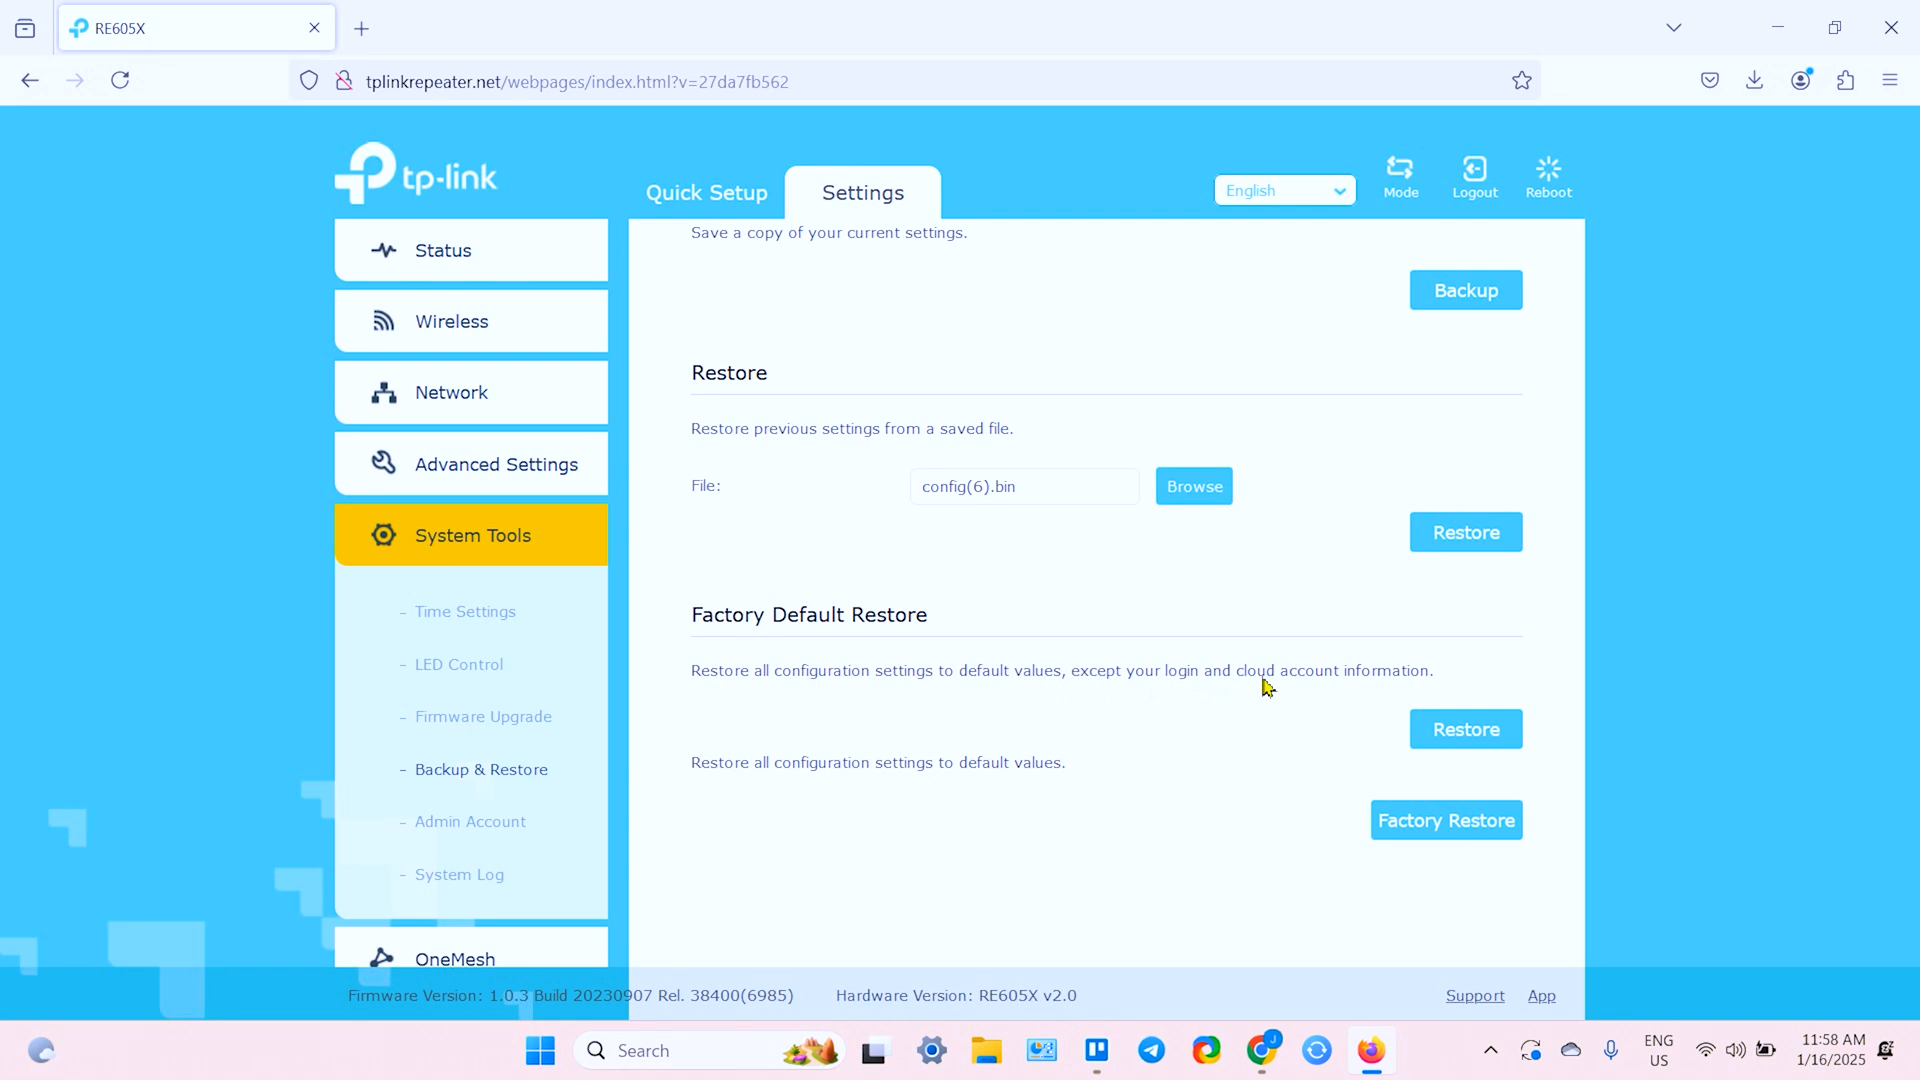 RE605X
tplinkrepeater.net/webpages/index.html?v=27da7fb562
tp-link
Quick Setup
Settings
English
Mode
Logout
Reboot
Status
Wireless
Network
Advanced Settings
System Tools
- Time Settings
- LED Control
- Firmware Upgrade
- Backup & Restore
- Admin Account
- System Log
OneMesh
Save a copy of your current settings.
Backup
Restore
Restore previous settings from a saved file.
File:
config(6).bin
Browse
Restore
Factory Default Restore
Restore all configuration settings to default values, except your login and cloud account information.
Restore
Restore all configuration settings to default values.
Factory Restore
Firmware Version: 1.0.3 Build 20230907 Rel. 38400(6985)
Hardware Version: RE605X v2.0
Support
App
Search
ENG
US
11:58 AM
1/16/2025